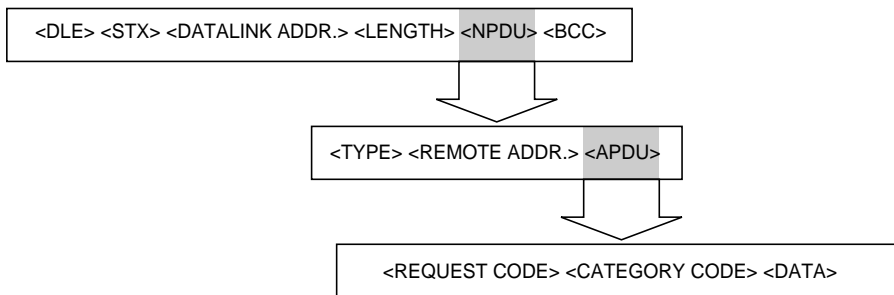 <DLE> <STX> <DATALINK ADDR.> <LENGTH> <NPDU> <BCC>
<TYPE> <REMOTE ADDR.> <APDU>
<REQUEST CODE> <CATEGORY CODE> <DATA>